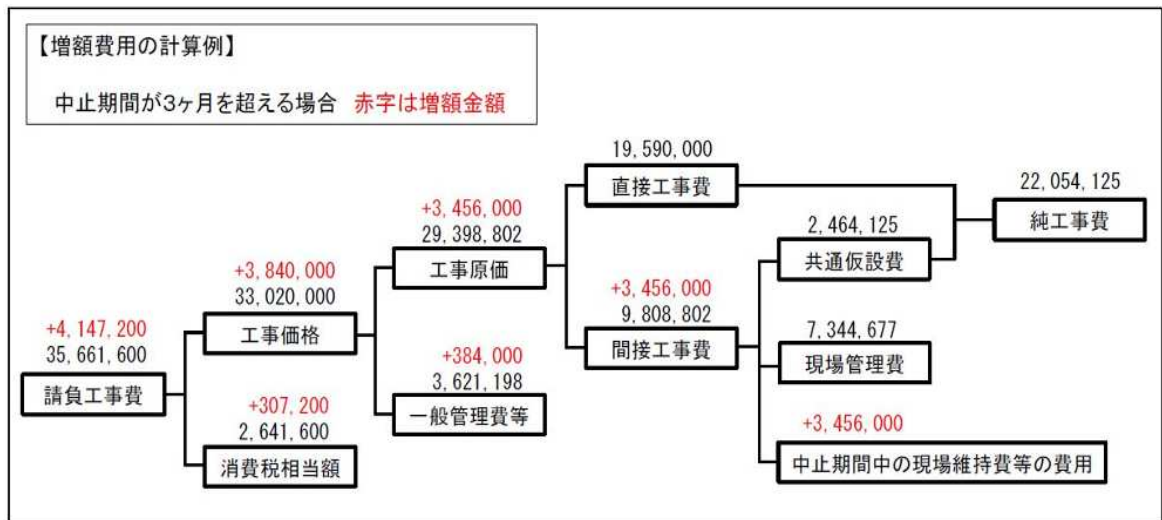 【増額費用の計算例】
中止期間が3ヶ月を超える場合 赤字は増額金額
+4,147,200
35,661,600
請負工事費
+3,840,000
33,020,000
工事価格
+307,200
2,641,600
消費税相当額
+3,456,000
29,398,802
工事原価
+384,000
3,621,198
一般管理費等
19,590,000
直接工事費
+3,456,000
9,808,802
間接工事費
2,464,125
共通仮設費
7,344,677
現場管理費
+3,456,000
中止期間中の現場維持費等の費用
22,054,125
純工事費